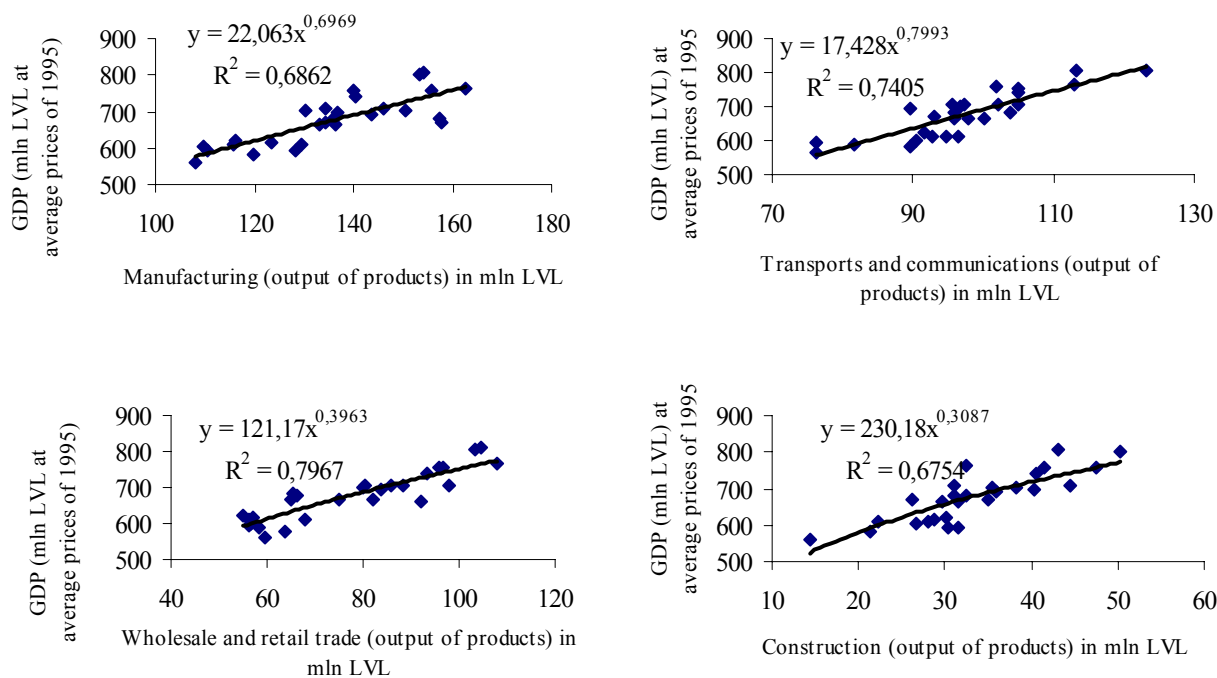 GDP (mln LVL at
average prices of 1995)
900
800
700
600
500
y = 22,063x^0,6969
R² = 0,6862
100 120 140 160 180
Manufacturing (output of products) in mln LVL
GDP (mln LVL) at
average prices of 1995
900
800
700
600
500
y = 17,428x^0,7993
R² = 0,7405
70 90 110 130
Transports and communications (output of
products) in mln LVL
GDP (mln LVL at
average prices of 1995)
900
800
700
600
500
y = 121,17x^0,3963
R² = 0,7967
40 60 80 100 120
Wholesale and retail trade (output of products) in
mln LVL
GDP (mln LVL) at
average prices of 1995
900
800
700
600
500
y = 230,18x^0,3087
R² = 0,6754
10 20 30 40 50 60
Construction (output of products) in mln LVL